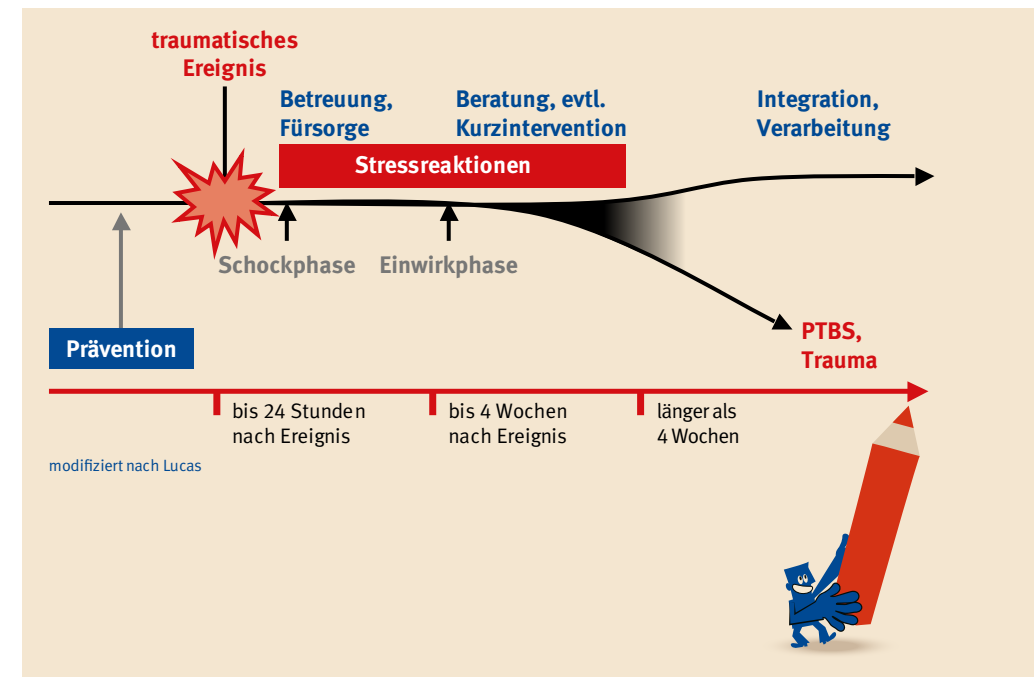 traumatisches
Ereignis
Betreuung,
Fürsorge
Beratung, evtl.
Kurzintervention
Integration,
Verarbeitung
Stressreaktionen
Schockphase
Einwirkphase
Prävention
PTBS,
Trauma
bis 24 Stunden
nach Ereignis
bis 4 Wochen
nach Ereignis
länger als
4 Wochen
modifiziert nach Lucas